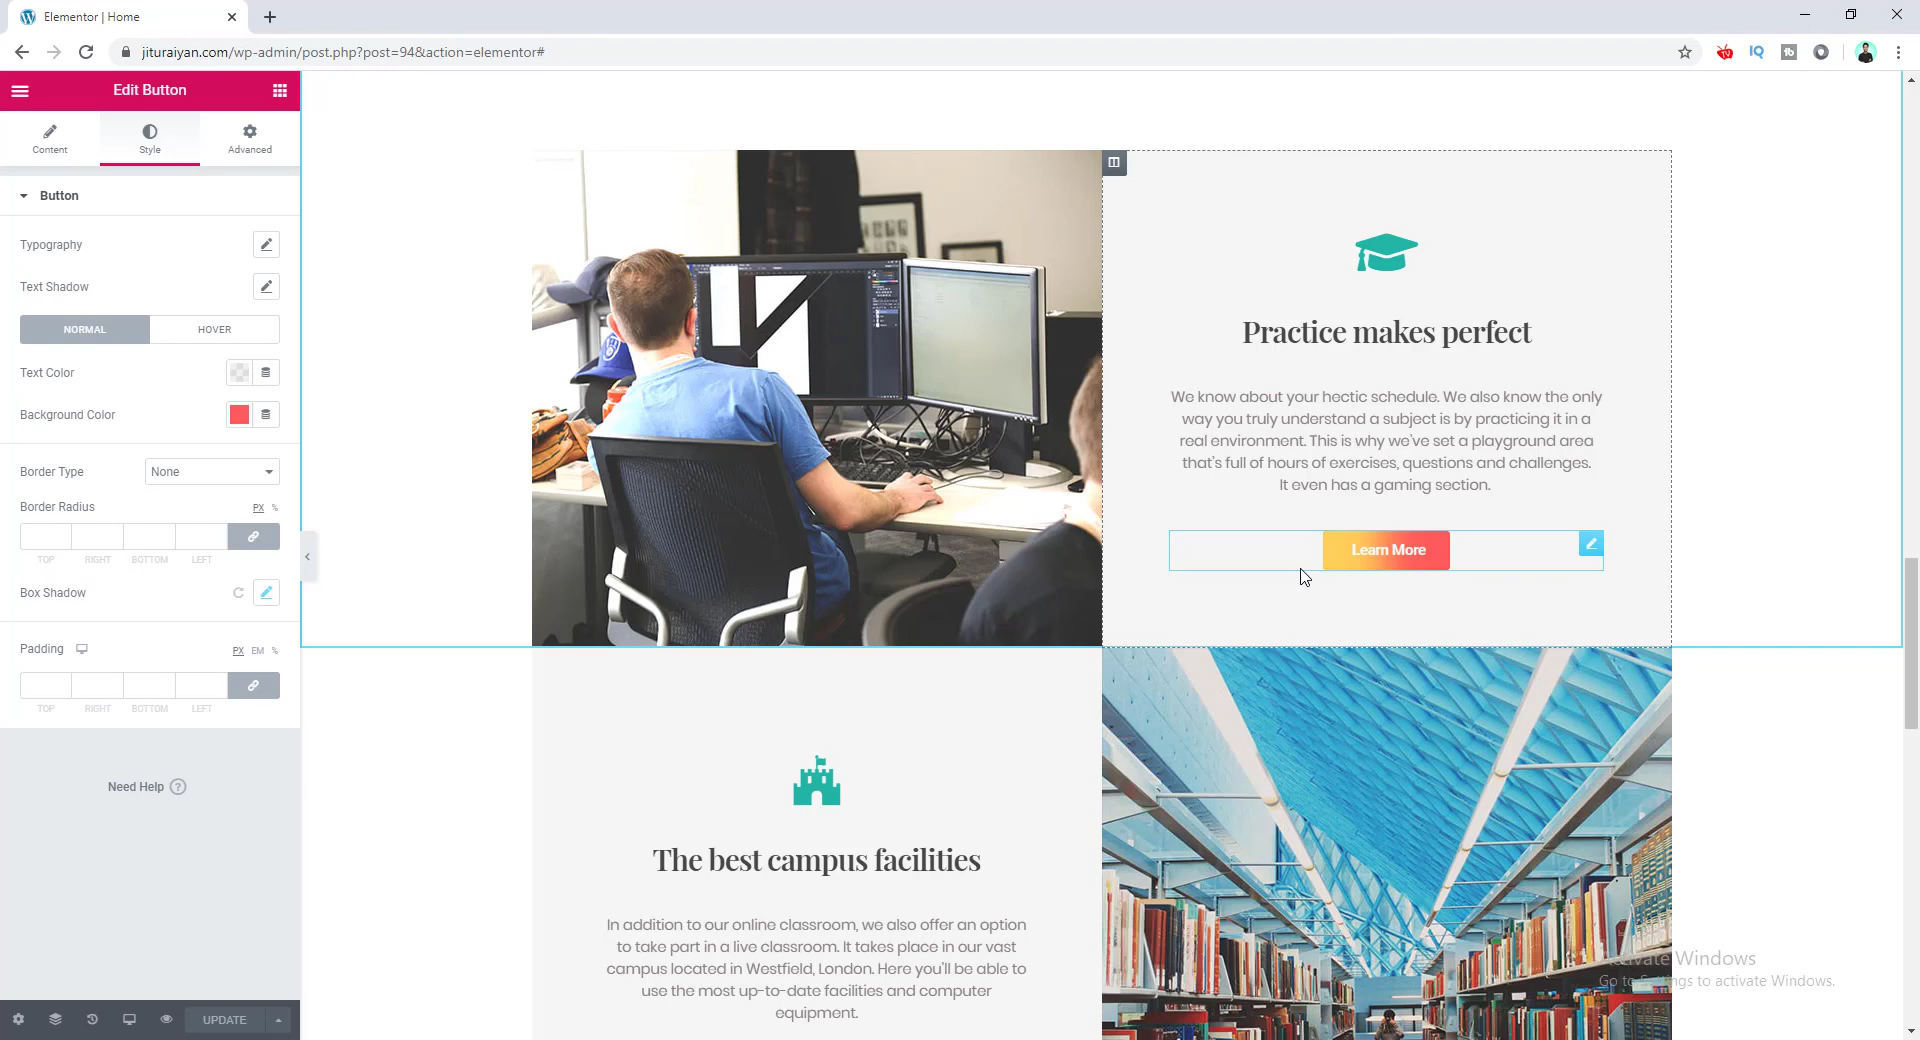 Elementor | Home
jituraiyan.com/wp-admin/post.php?post=94&action=elementor#
IQ
tb
Edit Button
Content
Style
Advanced
Button
Typography
Text Shadow
NORMAL
HOVER
Text Color
Background Color
Border Type
None
Border Radius
PX
%
TOP
RIGHT
BOTTOM
LEFT
Box Shadow
Padding
PX
EM
%
TOP
RIGHT
BOTTOM
LEFT
Need Help
UPDATE
Practice makes perfect
We know about your hectic schedule. We also know the only
way you truly understand a subject is by practicing it in a
real environment. This is why we've set a playground area
that's full of hours of exercises, questions and challenges.
It even has a gaming section.
Learn More
The best campus facilities
In addition to our online classroom, we also offer an option
to take part in a live classroom. It takes place in our vast
campus located in Westfield, London. Here you'll be able to
use the most up-to-date facilities and computer
equipment.
Windows
Go to Settings to activate Windows.